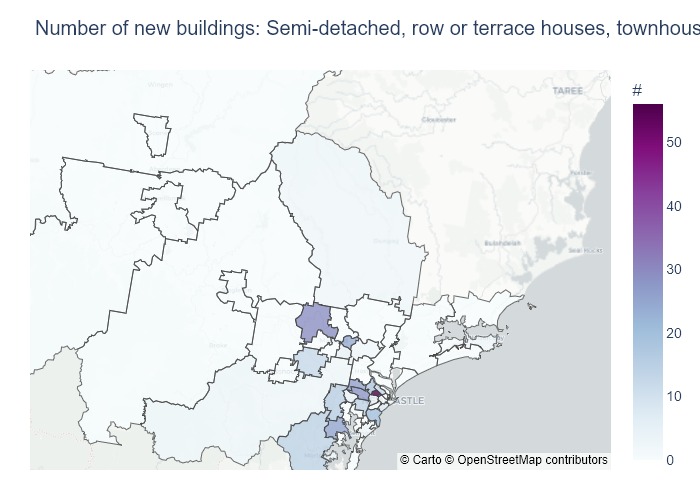 Number of new buildings: Semi-detached, row or terrace houses, townhous
#
TAREE
Gloucester
50
40
Bulahdelah
30
20
ASTLE
10
© Carto © OpenStreetMap contributors
0